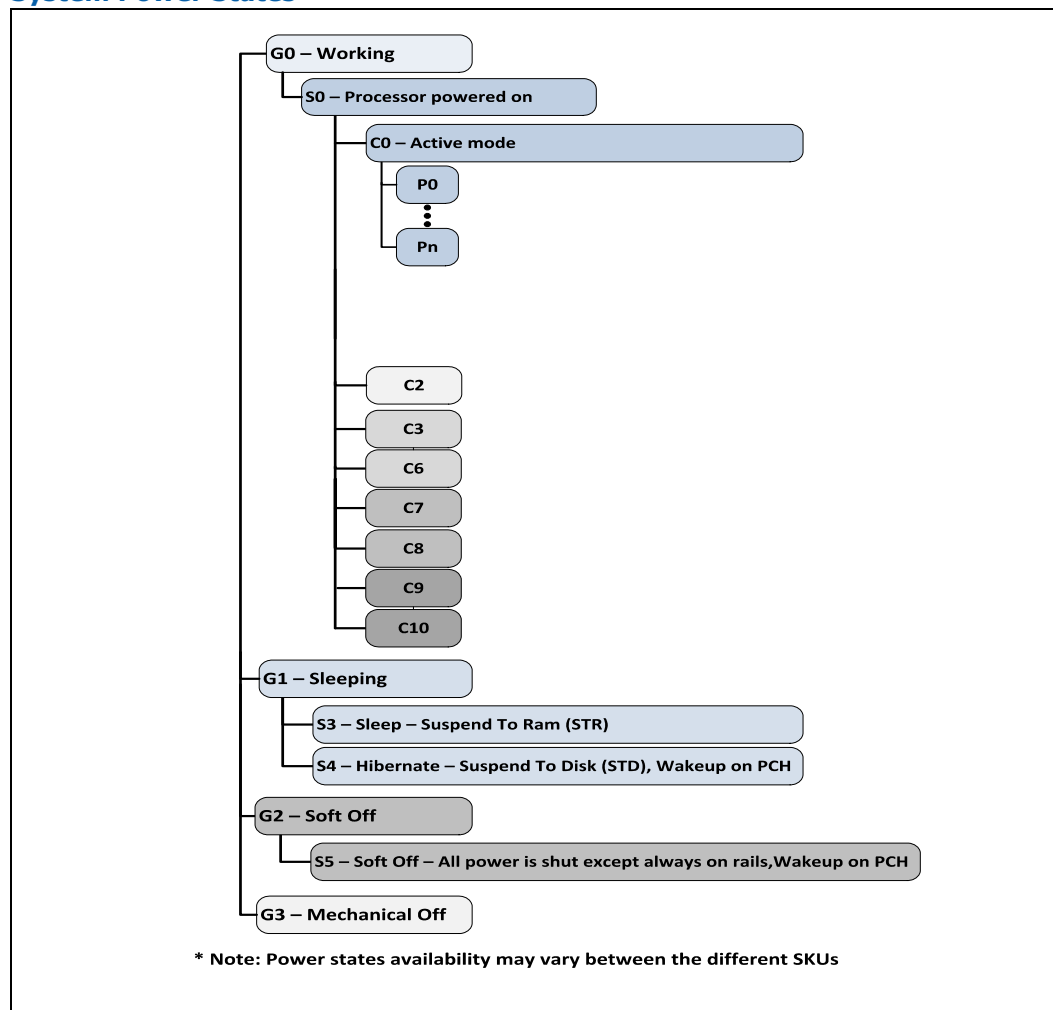 System Power States
G0 – Working
S0 – Processor powered on
C0 – Active mode
P0
Pn
C2
C3
C6
C7
C8
C9
C10
G1 – Sleeping
S3 – Sleep – Suspend To Ram (STR)
S4 – Hibernate – Suspend To Disk (STD), Wakeup on PCH
G2 – Soft Off
S5 – Soft Off – All power is shut except always on rails,Wakeup on PCH
G3 – Mechanical Off
* Note: Power states availability may vary between the different SKUs